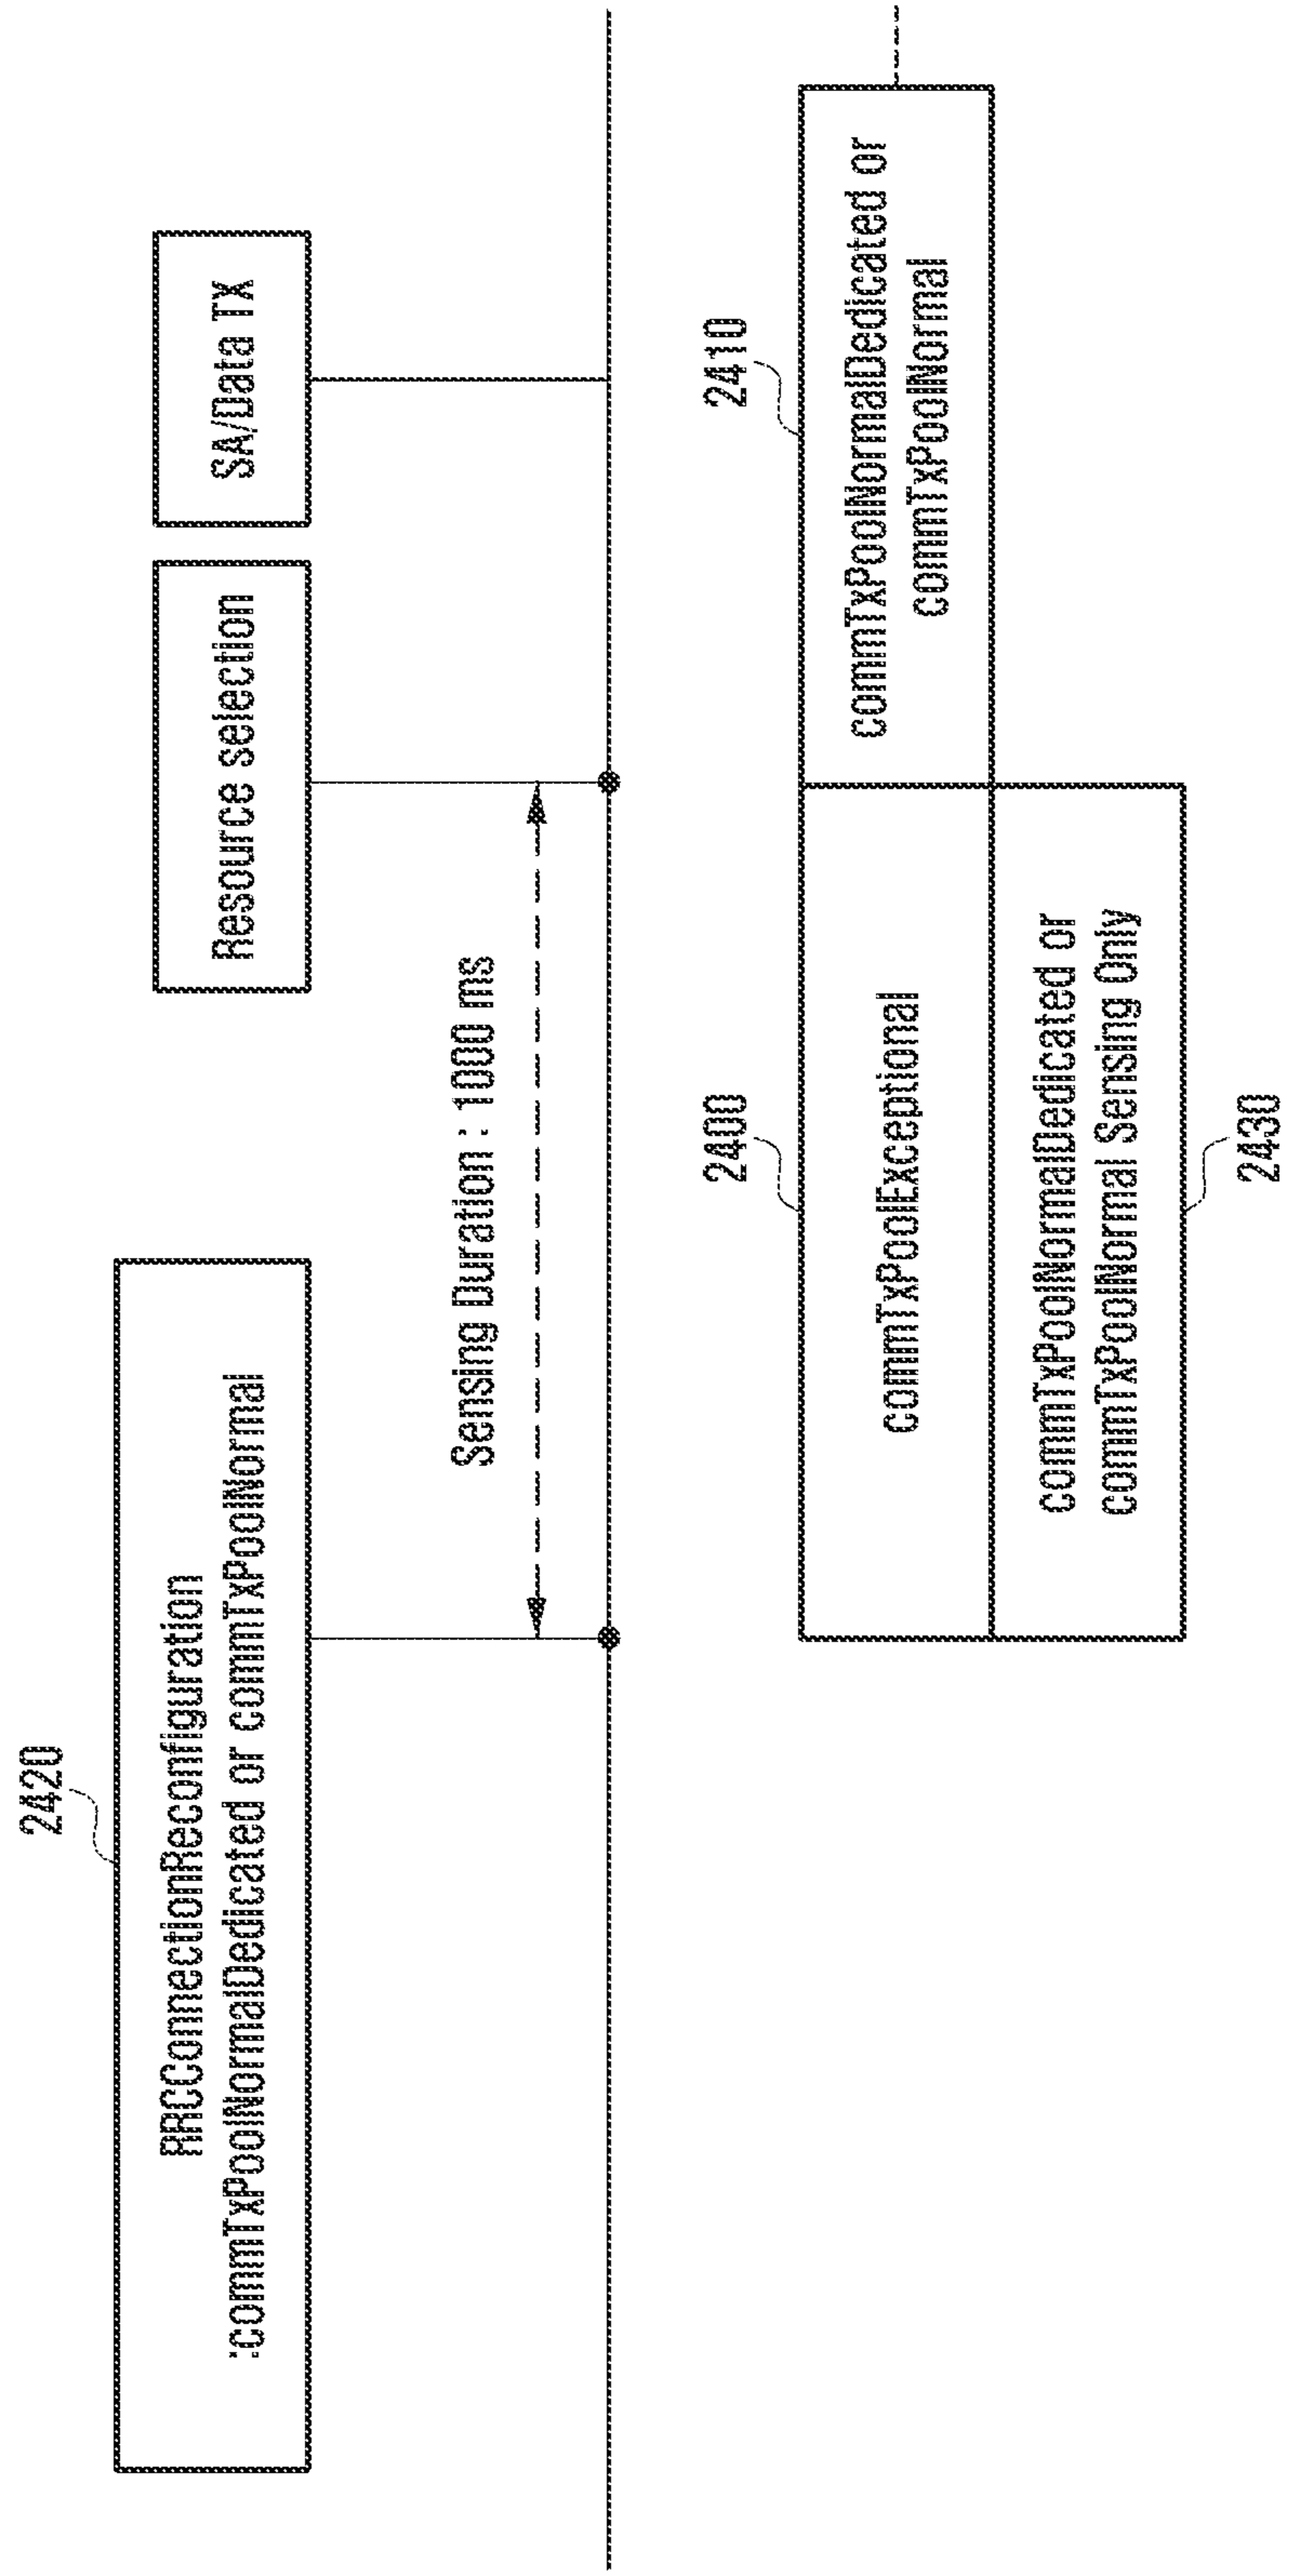 2420
RRCConnectionReconfiguration
:commTxPoolNormalDedicated or commTxPoolNormal
Resource selection
SA/Data TX
Sensing Duration : 1000 ms
2400
2410
commTxPoolExceptional
commTxPoolNormalDedicated or
commTxPoolNormal
commTxPoolNormalDedicated or
commTxPoolNormal Sensing Only
2430